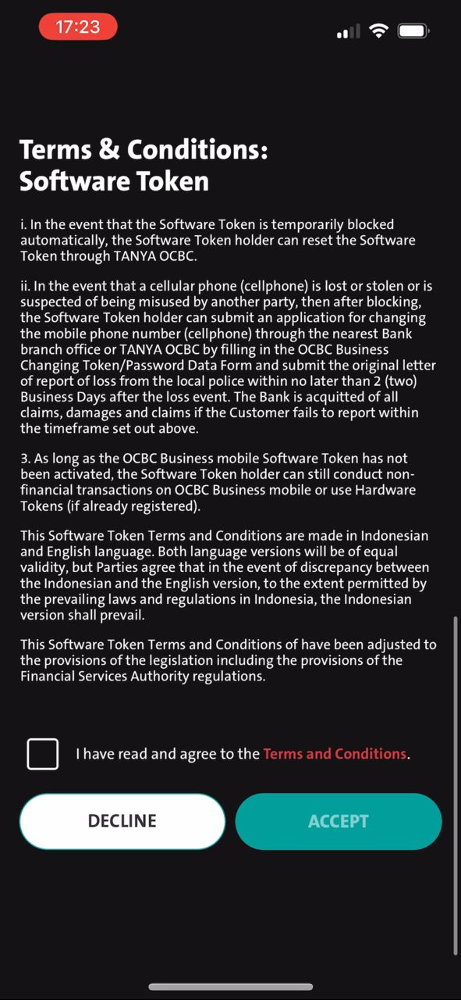 17:23
Terms & Conditions:
Software Token
i. In the event that the Software Token is temporarily blocked
automatically, the Software Token holder can reset the Software
Token through TANYA OCBC.
ii. In the event that a cellular phone (cellphone) is lost or stolen or is
suspected of being misused by another party, then after blocking,
the Software Token holder can submit an application for changing
the mobile phone number (cellphone) through the nearest Bank
branch office or TANYA OCBC by filling in the OCBC Business
Changing Token/Password Data Form and submit the original letter
of report of loss from the local police within no later than 2 (two)
Business Days after the loss event. The Bank is acquitted of all
claims, damages and claims if the Customer fails to report within
the timeframe set out above.
3. As long as the OCBC Business mobile Software Token has not
been activated, the Software Token holder can still conduct non-
financial transactions on OCBC Business mobile or use Hardware
Tokens (if already registered).
This Software Token Terms and Conditions are made in Indonesian
and English language. Both language versions will be of equal
validity, but Parties agree that in the event of discrepancy between
the Indonesian and the English version, to the extent permitted by
the prevailing laws and regulations in Indonesia, the Indonesian
version shall prevail.
This Software Token Terms and Conditions of have been adjusted to
the provisions of the legislation including the provisions of the
Financial Services Authority regulations.
I have read and agree to the Terms and Conditions.
DECLINE
ACCEPT